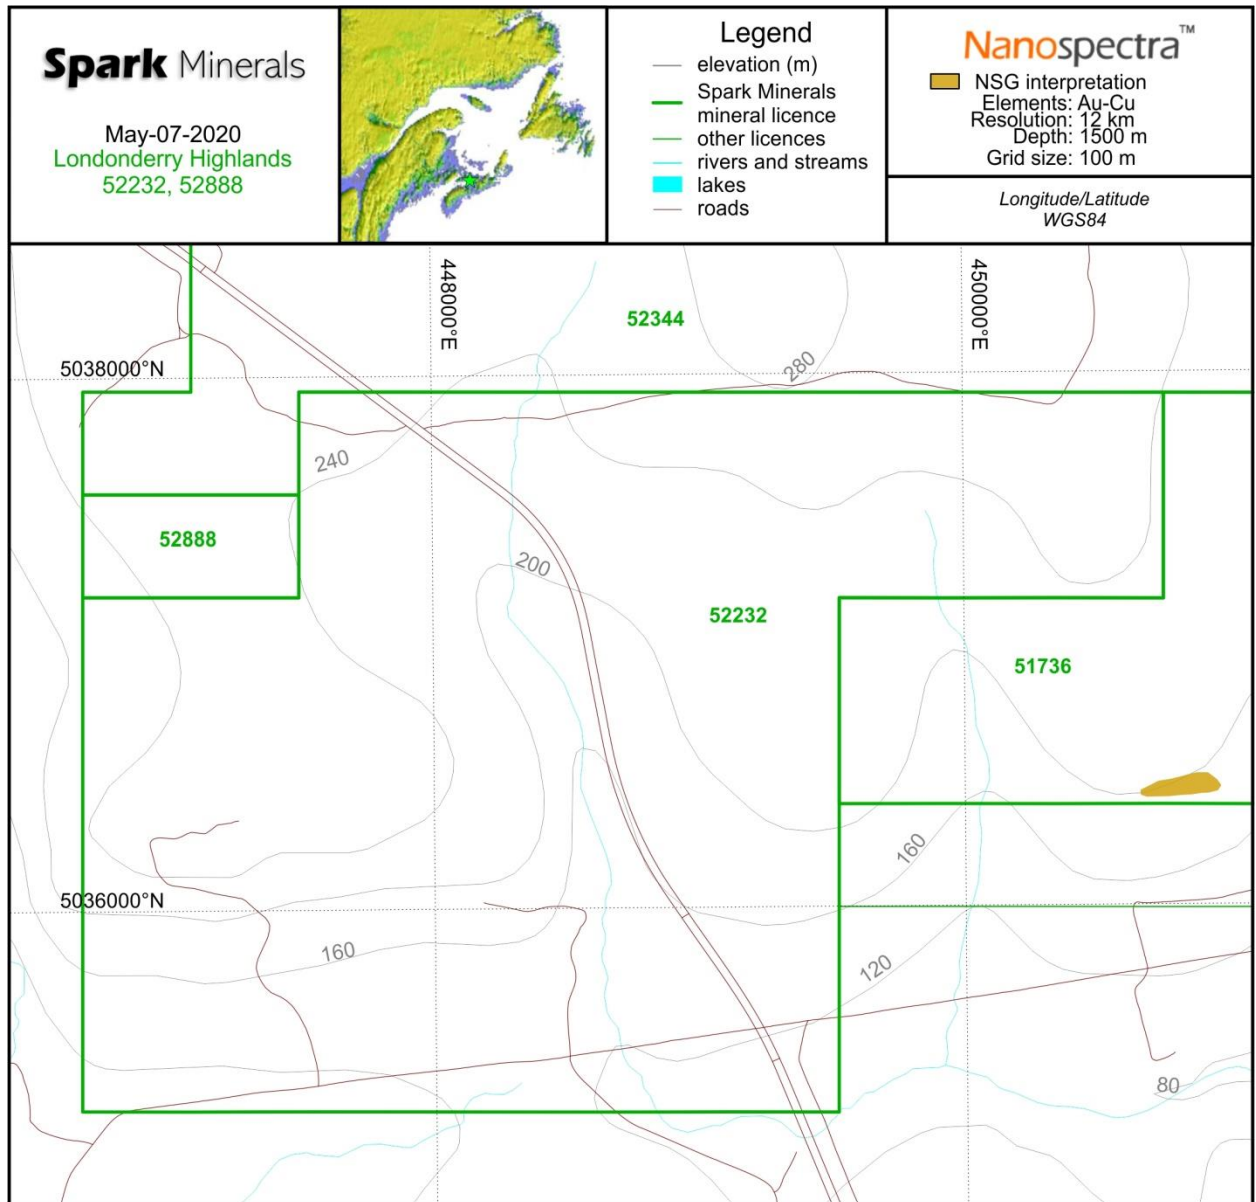 Spark Minerals
May-07-2020
Londonderry Highlands
52232, 52888
Legend
elevation (m)
Spark Minerals
mineral licence
other licences
rivers and streams
lakes
roads
Nanospectra™
NSG interpretation
Elements: Au-Cu
Resolution: 12 km
Depth: 1500 m
Grid size: 100 m
Longitude/Latitude
WGS84
448000°E
450000°E
52344
5038000°N
280
240
52888
200
52232
51736
160
5036000°N
160
120
80